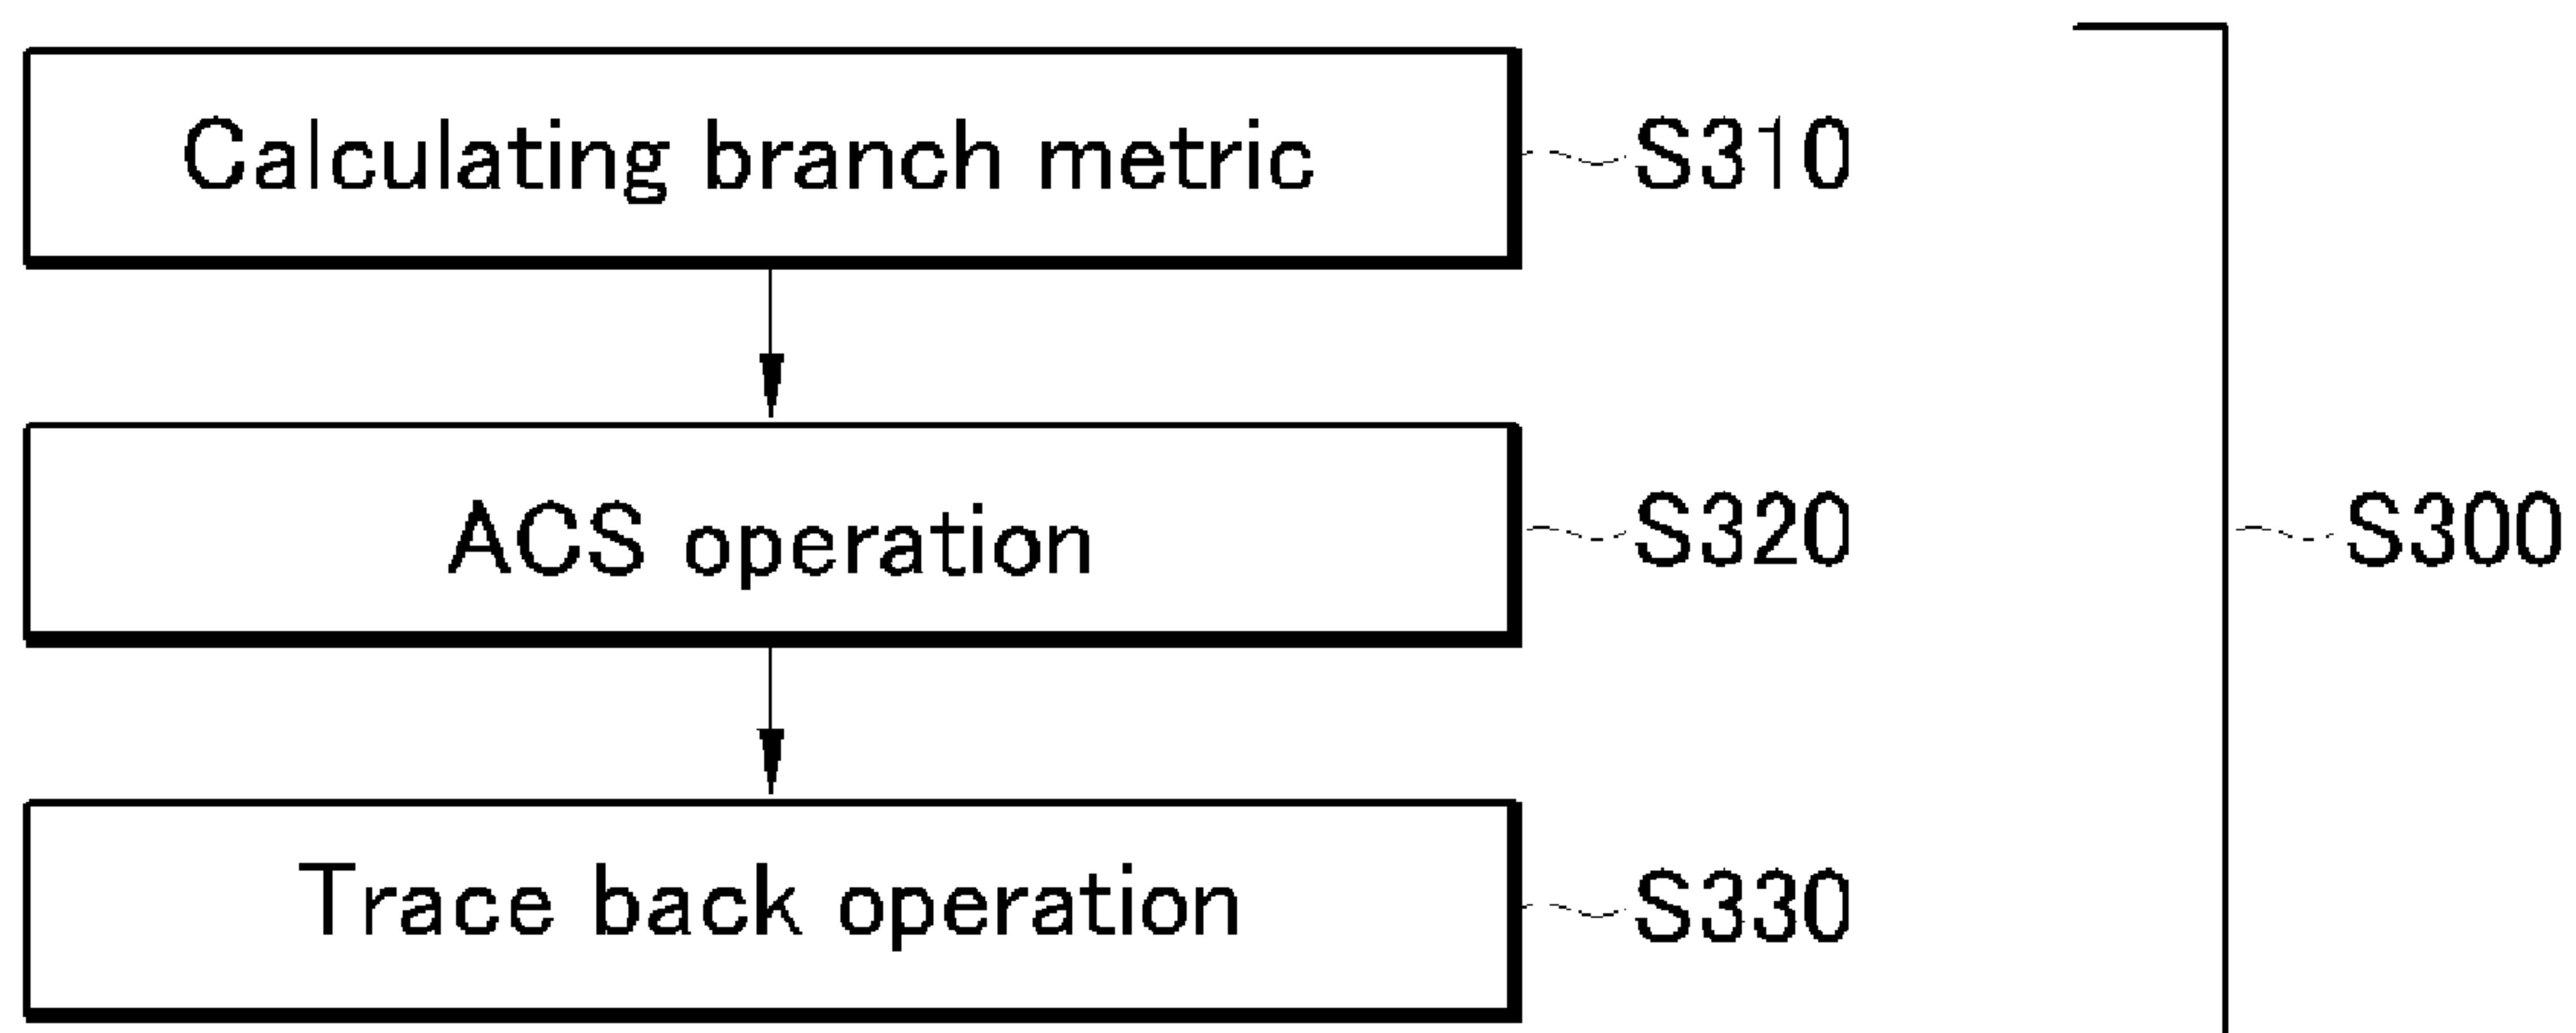 Calculating branch metric
S310
ACS operation
S320
S300
Trace back operation
S330